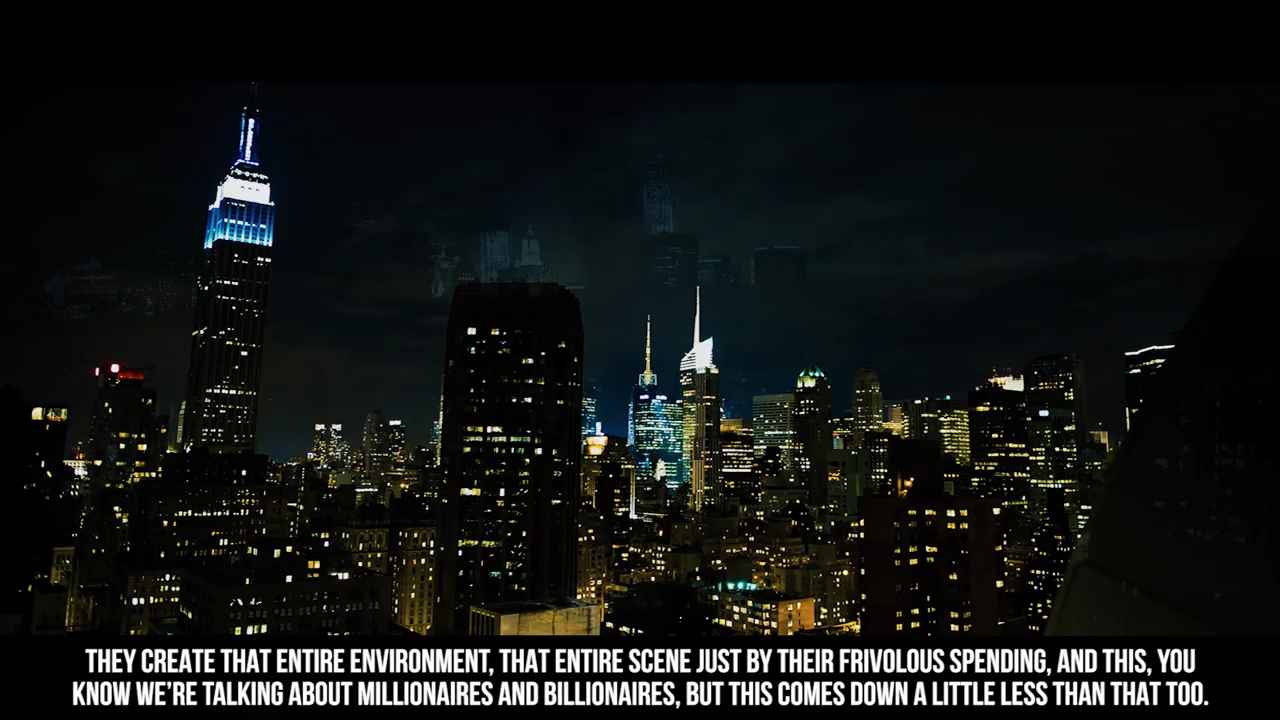 THEY CREATE THAT ENTIRE ENVIRONMENT, THAT ENTIRE SCENE JUST BY THEIR FRIVOLOUS SPENDING, AND THIS, YOU
KNOW WE'RE TALKING ABOUT MILLIONAIRES AND BILLIONAIRES, BUT THIS COMES DOWN A LITTLE LESS THAN THAT TOO.